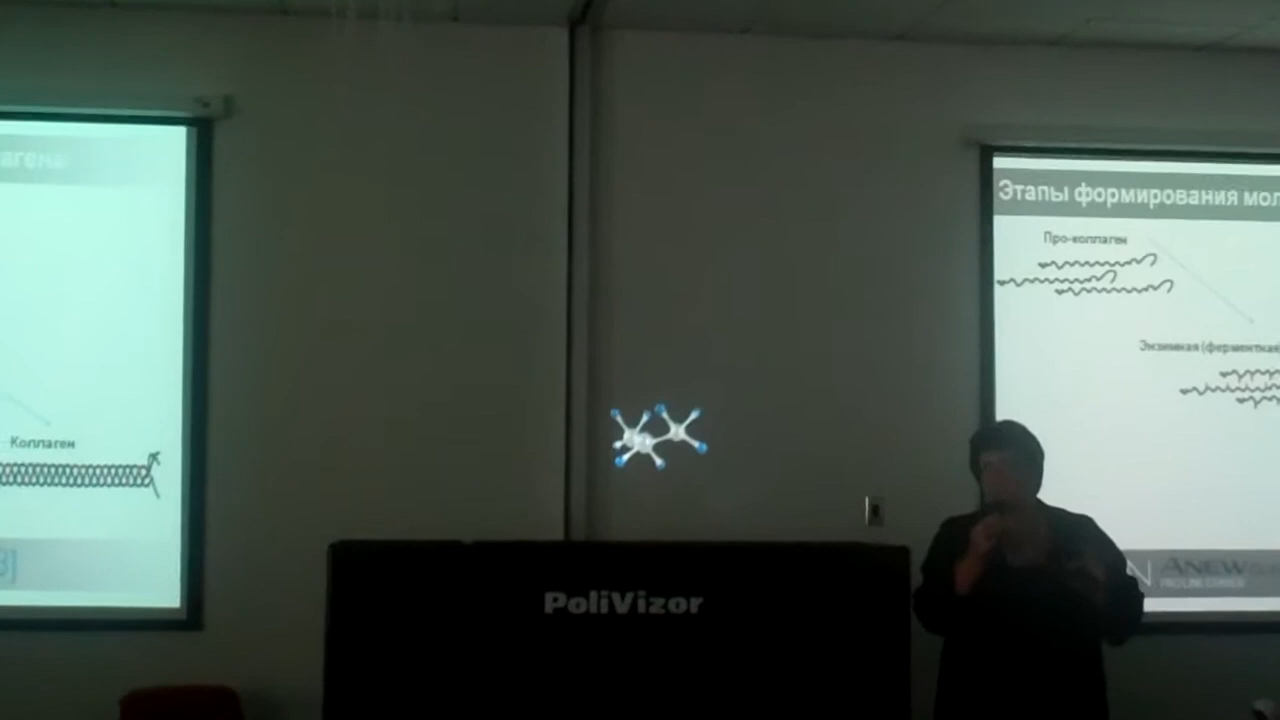 агена
Коллаген
Этапы формирования мол
Про-коллаген
Энзимная (ферментная
PoliVizor
N ANEW